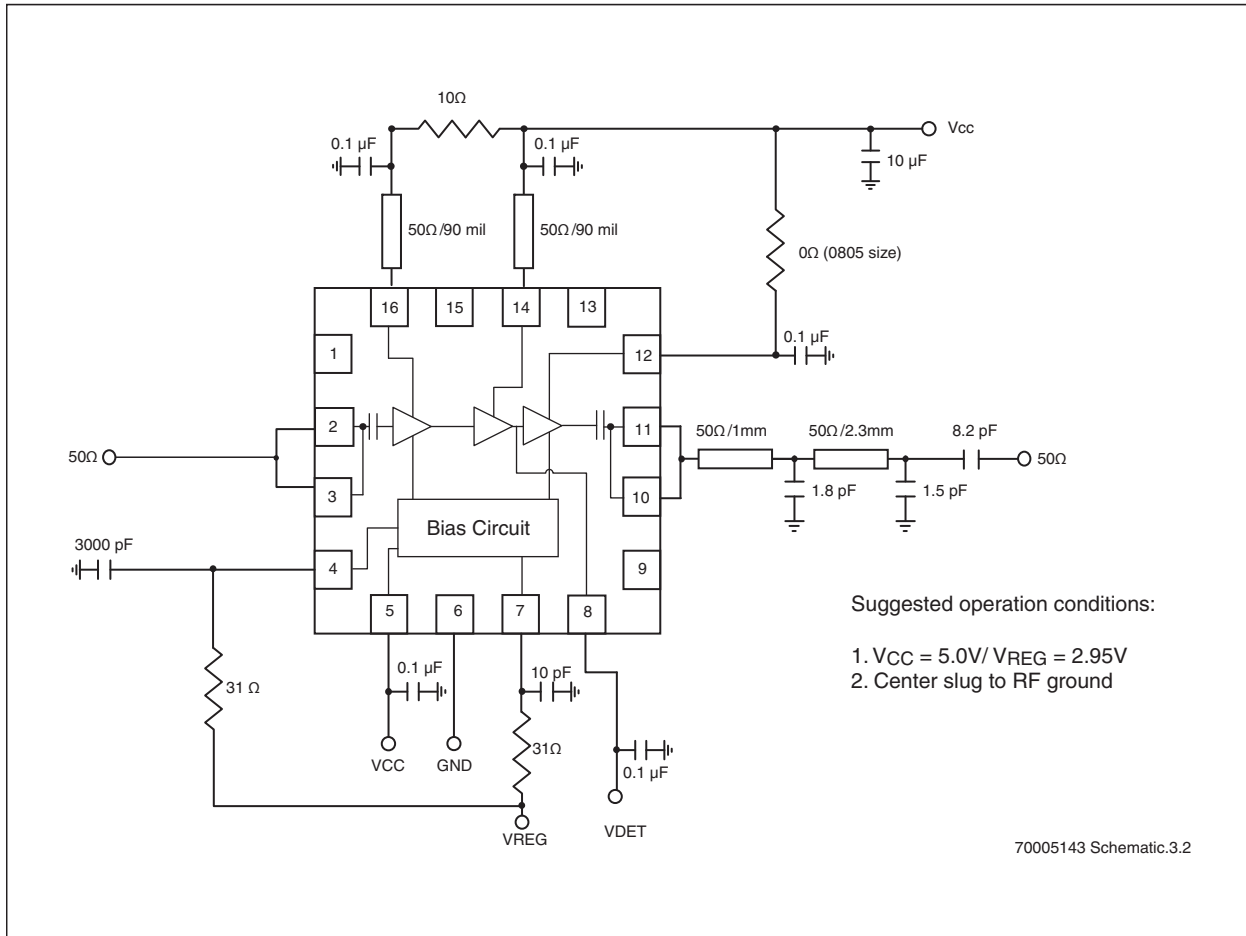 10Ω
Vcc
0.1 µF
0.1 µF
10 µF
50Ω/90 mil
50Ω/90 mil
0Ω (0805 size)
16
15
14
13
0.1 µF
1
12
2
11
50Ω/1mm
50Ω/2.3mm
8.2 pF
50Ω
50Ω
3
10
1.8 pF
1.5 pF
Bias Circuit
3000 pF
4
9
5
6
7
8
Suggested operation conditions:
1. VCC = 5.0V/ VREG = 2.95V
2. Center slug to RF ground
0.1 µF
10 pF
31 Ω
31Ω
VCC
GND
0.1 µF
VREG
VDET
70005143 Schematic.3.2